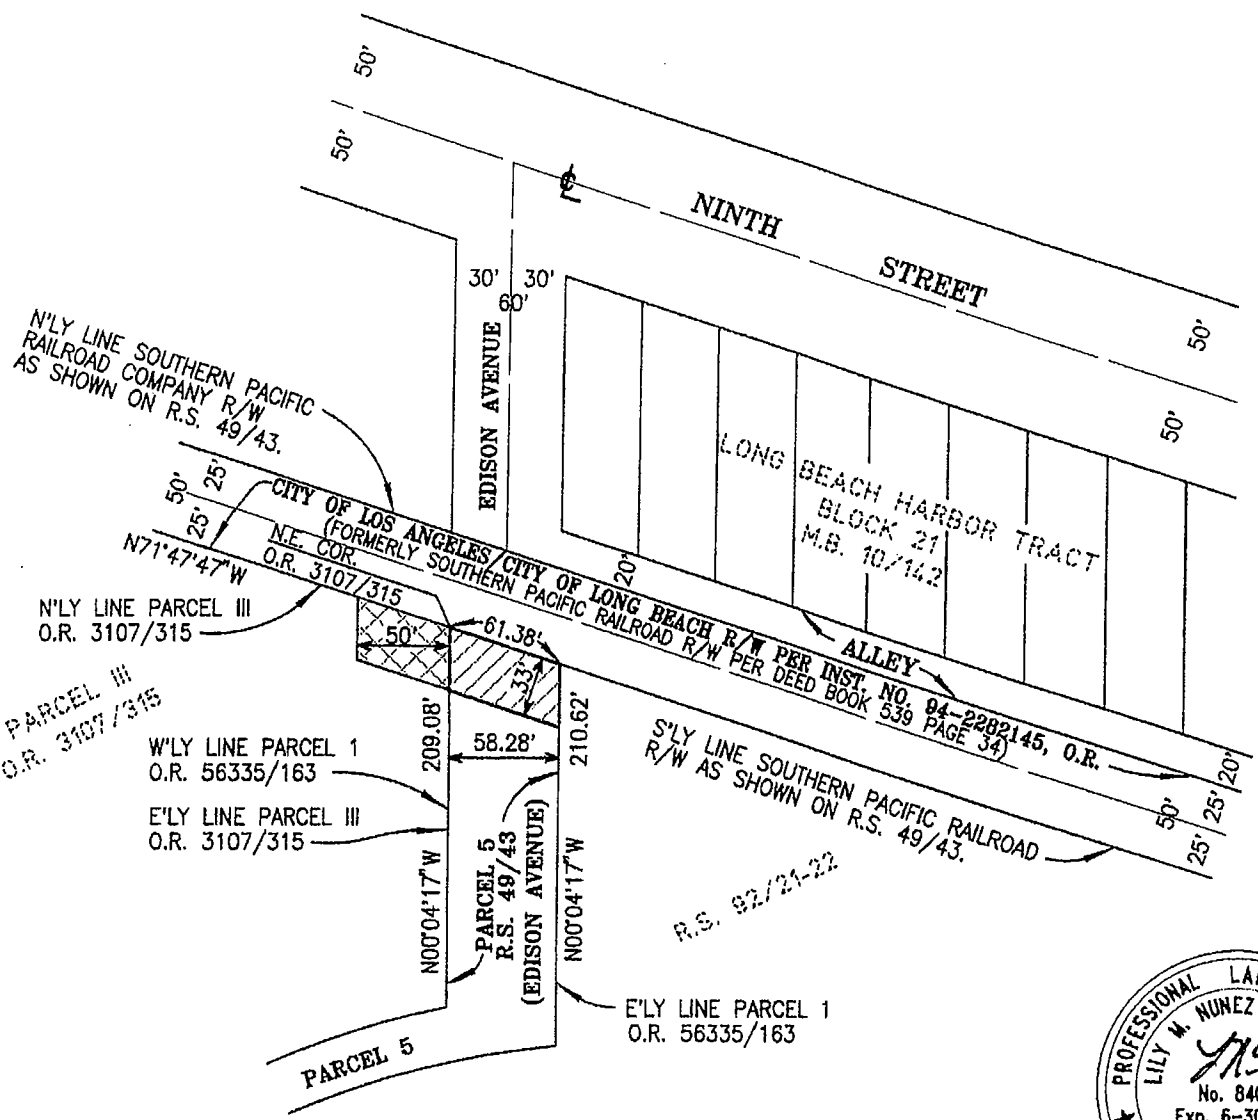 50'
50'
℄
NINTH
STREET
50'
50'
30'
30'
60'
EDISON AVENUE
N'LY LINE SOUTHERN PACIFIC
RAILROAD COMPANY R/W
AS SHOWN ON R.S. 49/43.
LONG BEACH HARBOR TRACT
BLOCK 21
M.B. 10/142
50'
25'
25'
CITY OF LOS ANGELES/CITY OF LONG BEACH R/W PER INST. NO. 94-2282145, O.R.
(FORMERLY SOUTHERN PACIFIC RAILROAD R/W PER DEED BOOK 539 PAGE 34)
N71°47'47"W
N.E. COR.
O.R. 3107/315
20'
ALLEY
N'LY LINE PARCEL III
O.R. 3107/315
50'
61.38'
33'
PARCEL III
O.R. 3107/315
209.08'
58.28'
210.62'
W'LY LINE PARCEL 1
O.R. 56335/163
E'LY LINE PARCEL III
O.R. 3107/315
S'LY LINE SOUTHERN PACIFIC RAILROAD
R/W AS SHOWN ON R.S. 49/43.
20'
25'
50'
25'
N00°04'17"W
PARCEL 5
R.S. 49/43
(EDISON AVENUE)
N00°04'17"W
R.S. 92/21-22
E'LY LINE PARCEL 1
O.R. 56335/163
PARCEL 5
PROFESSIONAL
LILY M. NUNEZ
No.
Exp.